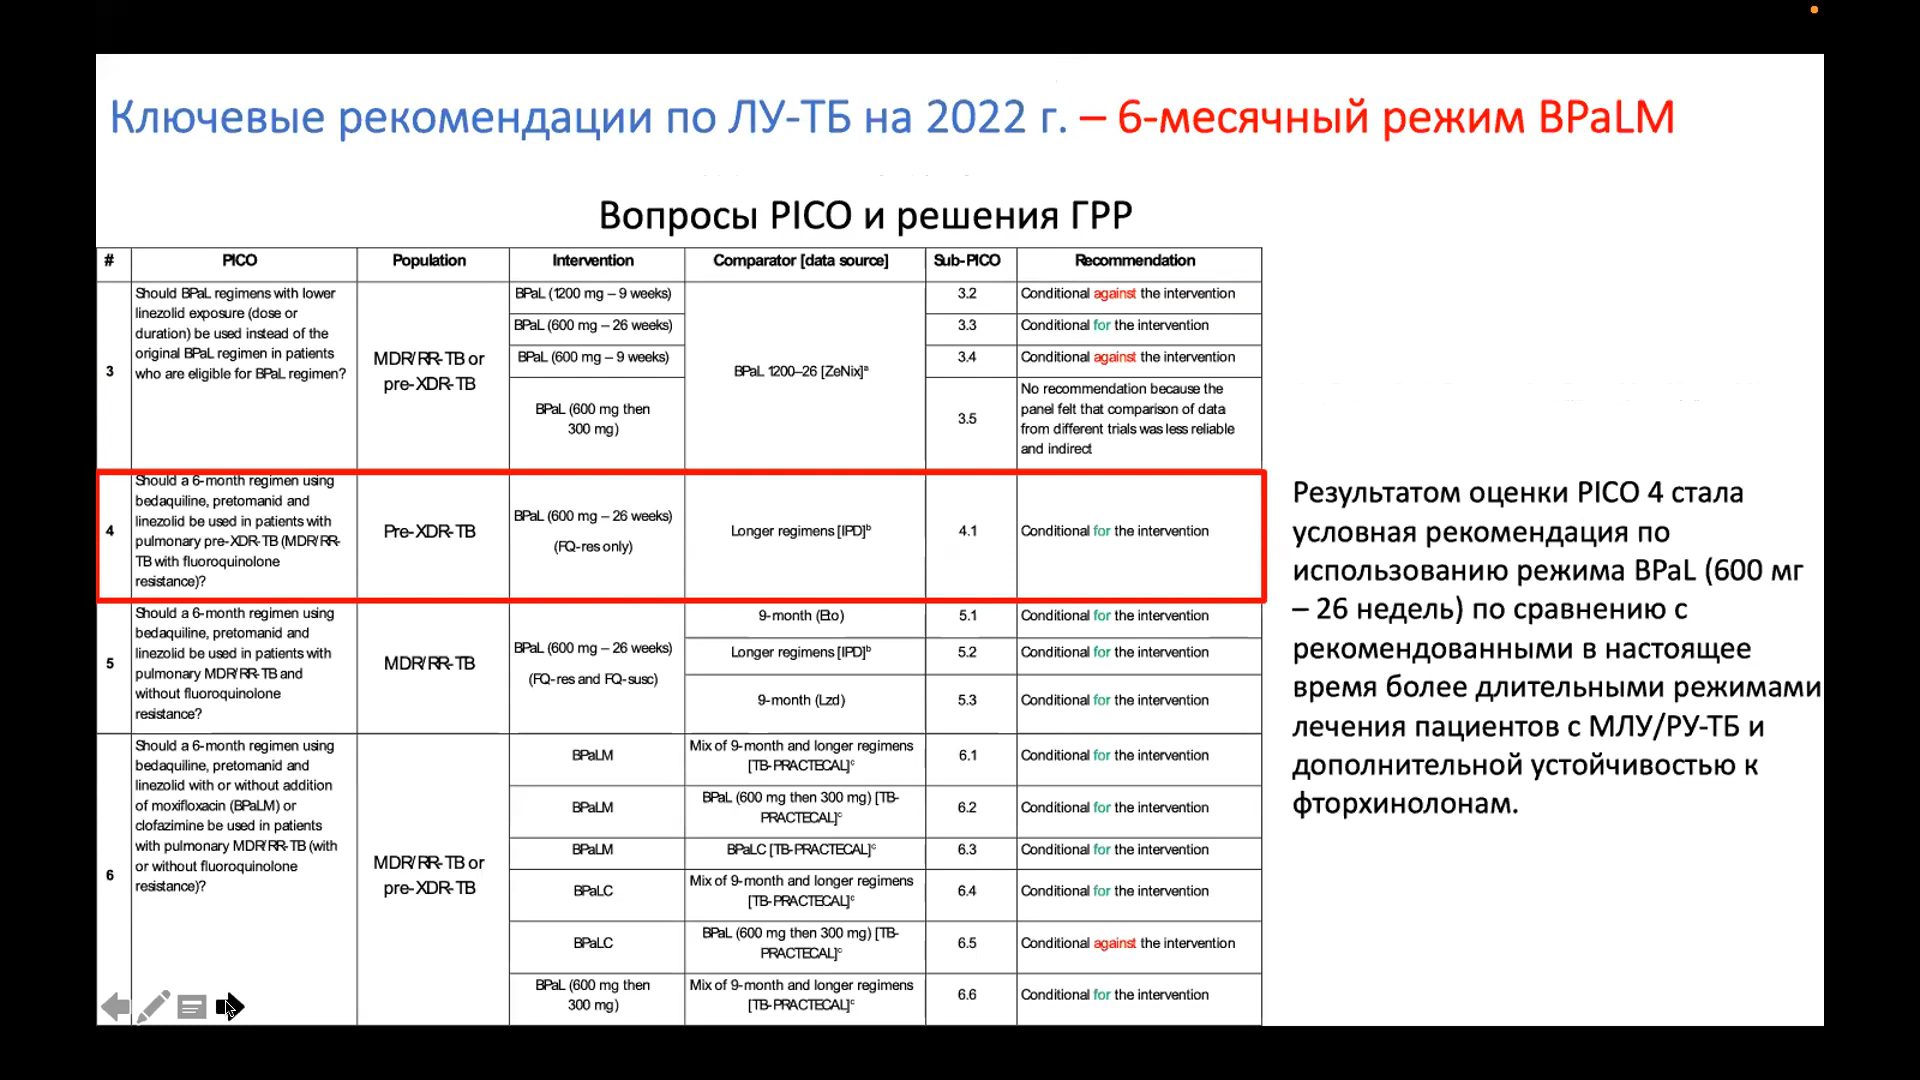 Ключевые рекомендации по ЛУ-ТБ на 2022 г. – 6-месячный режим BPaLM
Вопросы PICO и решения ГРР
# PICO Population Intervention Comparator [data source] Sub-PICO Recommendation
3
Should BPaL regimens with lower
linezolid exposure (dose or
duration) be used instead of the
original BPaL regimen in patients
who are eligible for BPaL regimen?
MDR/RR-TB or
pre-XDR-TB
BPaL (1200 mg – 9 weeks)
BPaL (600 mg – 26 weeks)
BPaL (600 mg – 9 weeks)
BPaL (600 mg then
300 mg)
BPaL 1200–26 [ZeNix]ᵃ
3.2 Conditional against the intervention
3.3 Conditional for the intervention
3.4 Conditional against the intervention
3.5
No recommendation because the
panel felt that comparison of data
from different trials was less reliable
and indirect
4
Should a 6-month regimen using
bedaquiline, pretomanid and
linezolid be used in patients with
pulmonary pre-XDR-TB (MDR/RR-
TB with fluoroquinolone
resistance)?
Pre-XDR-TB
BPaL (600 mg – 26 weeks)
(FQ-res only)
Longer regimens [IPD]ᵇ
4.1 Conditional for the intervention
5
Should a 6-month regimen using
bedaquiline, pretomanid and
linezolid be used in patients with
pulmonary MDR/RR-TB and
without fluoroquinolone
resistance?
MDR/RR-TB
BPaL (600 mg – 26 weeks)
(FQ-res and FQ-susc)
9-month (Eto) 5.1 Conditional for the intervention
Longer regimens [IPD]ᵇ 5.2 Conditional for the intervention
9-month (Lzd) 5.3 Conditional for the intervention
6
Should a 6-month regimen using
bedaquiline, pretomanid and
linezolid with or without addition
of moxifloxacin (BPaLM) or
clofazimine be used in patients
with pulmonary MDR/RR-TB (with
or without fluoroquinolone
resistance)?
MDR/RR-TB or
pre-XDR-TB
BPaLM
Mix of 9-month and longer regimens
[TB-PRACTECAL]ᶜ
6.1 Conditional for the intervention
BPaLM
BPaL (600 mg then 300 mg) [TB-
PRACTECAL]ᶜ
6.2 Conditional for the intervention
BPaLM BPaLC [TB-PRACTECAL]ᶜ 6.3 Conditional for the intervention
BPaLC
Mix of 9-month and longer regimens
[TB-PRACTECAL]ᶜ
6.4 Conditional for the intervention
BPaLC
BPaL (600 mg then 300 mg) [TB-
PRACTECAL]ᶜ
6.5 Conditional against the intervention
BPaL (600 mg then
300 mg)
Mix of 9-month and longer regimens
[TB-PRACTECAL]ᶜ
6.6 Conditional for the intervention
Результатом оценки PICO 4 стала
условная рекомендация по
использованию режима BPaL (600 мг
– 26 недель) по сравнению с
рекомендованными в настоящее
время более длительными режимами
лечения пациентов с МЛУ/РУ-ТБ и
дополнительной устойчивостью к
фторхинолонам.